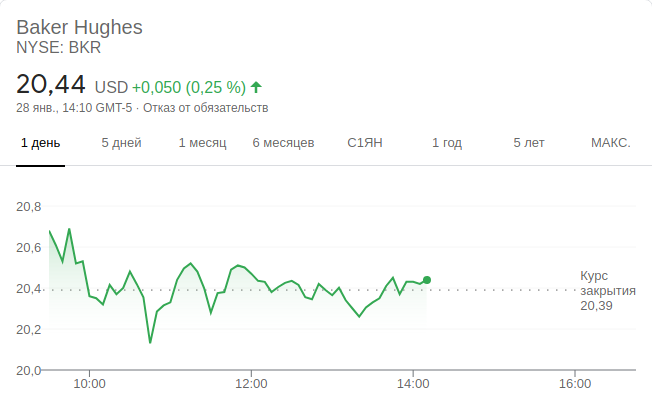 Baker Hughes
NYSE: BKR
20,44 USD +0,050 (0,25 %)
28 янв., 14:10 GMT-5 · Отказ от обязательств
1 день 5 дней 1 месяц 6 месяцев С1ЯН 1 год 5 лет МАКС.
20,8
20,6
20,4
20,2
20,0
Курс
закрытия
20,39
10:00 12:00 14:00 16:00